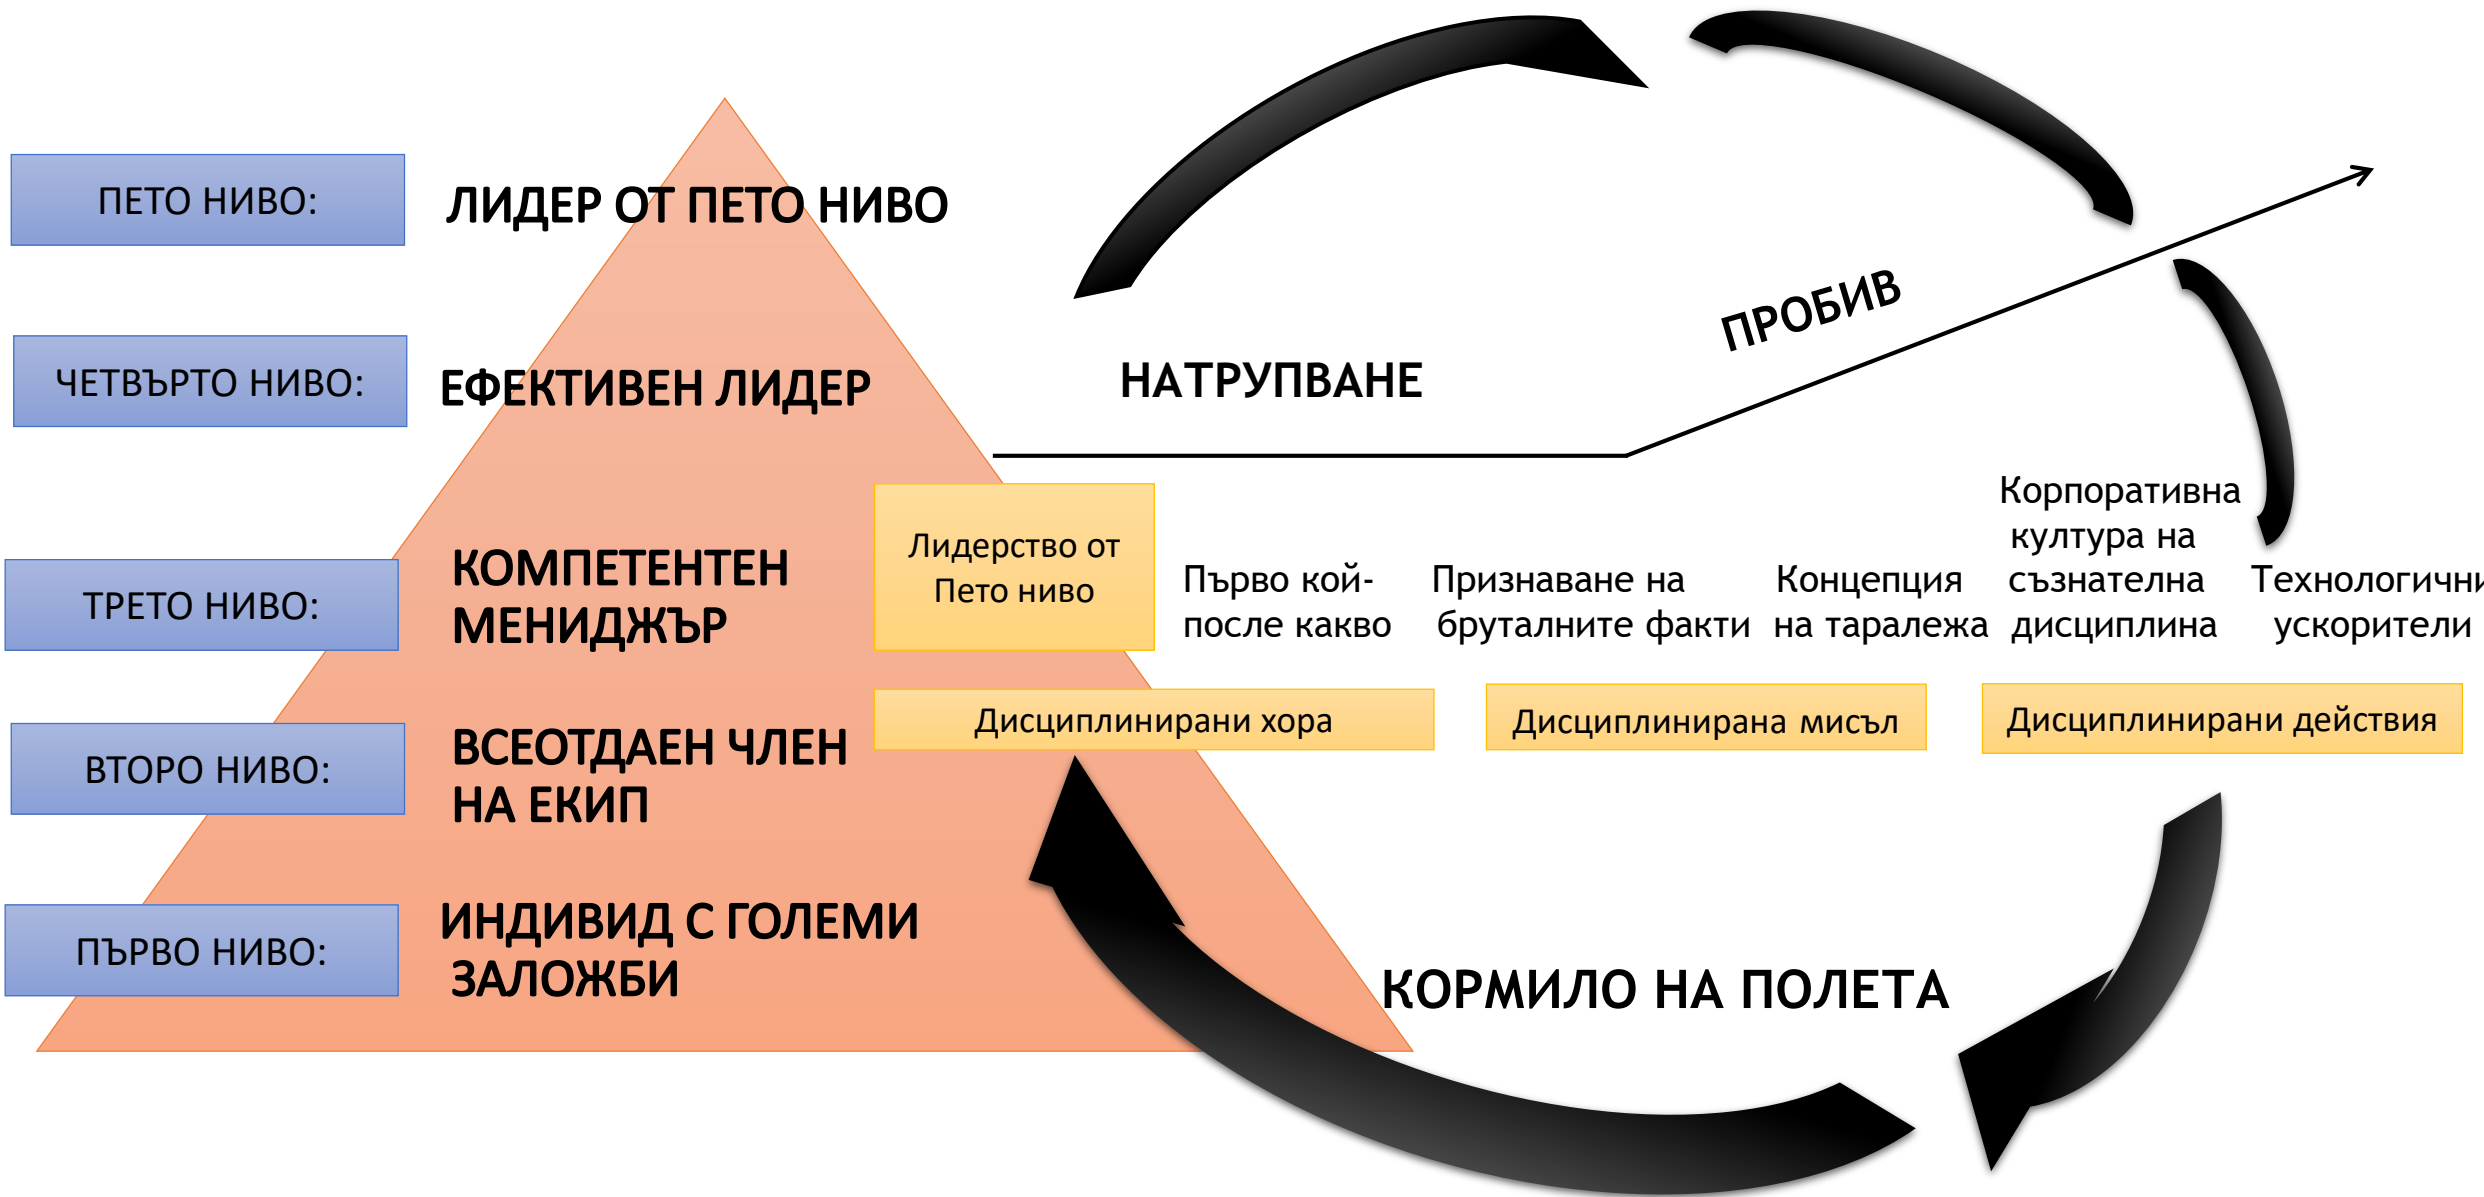 ПЕТО НИВО:
ЛИДЕР ОТ ПЕТО НИВО
ЧЕТВЪРТО НИВО:
ЕФЕКТИВЕН ЛИДЕР
ТРЕТО НИВО:
КОМПЕТЕНТЕН
МЕНИДЖЪР
ВТОРО НИВО:
ВСЕОТДАЕН ЧЛЕН
НА ЕКИП
ПЪРВО НИВО:
ИНДИВИД С ГОЛЕМИ
ЗАЛОЖБИ
НАТРУПВАНЕ
ПРОБИВ
Лидерство от
Пето ниво
Първо кой-
после какво
Признаване на
бруталните факти
Концепция
на таралежа
Корпоративна
култура на
съзнателна
дисциплина
Технологични
ускорители
Дисциплинирани хора
Дисциплинирана мисъл
Дисциплинирани действия
КОРМИЛО НА ПОЛЕТА